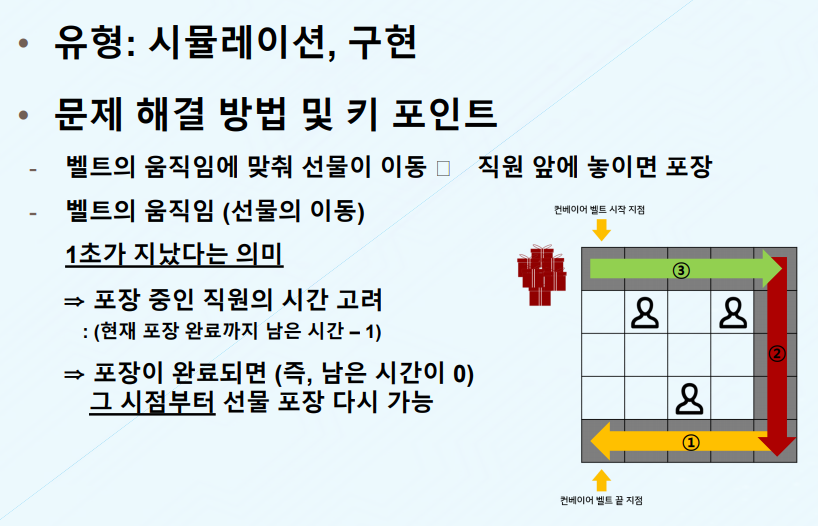 • 유형: 시뮬레이션, 구현
• 문제 해결 방법 및 키 포인트
- 벨트의 움직임에 맞춰 선물이 이동 □ 직원 앞에 놓이면 포장
- 벨트의 움직임 (선물의 이동)
1초가 지났다는 의미
⇒ 포장 중인 직원의 시간 고려
: (현재 포장 완료까지 남은 시간 – 1)
⇒ 포장이 완료되면 (즉, 남은 시간이 0)
그 시점부터 선물 포장 다시 가능
컨베이어 벨트 시작 지점
③
②
①
컨베이어 벨트 끝 지점